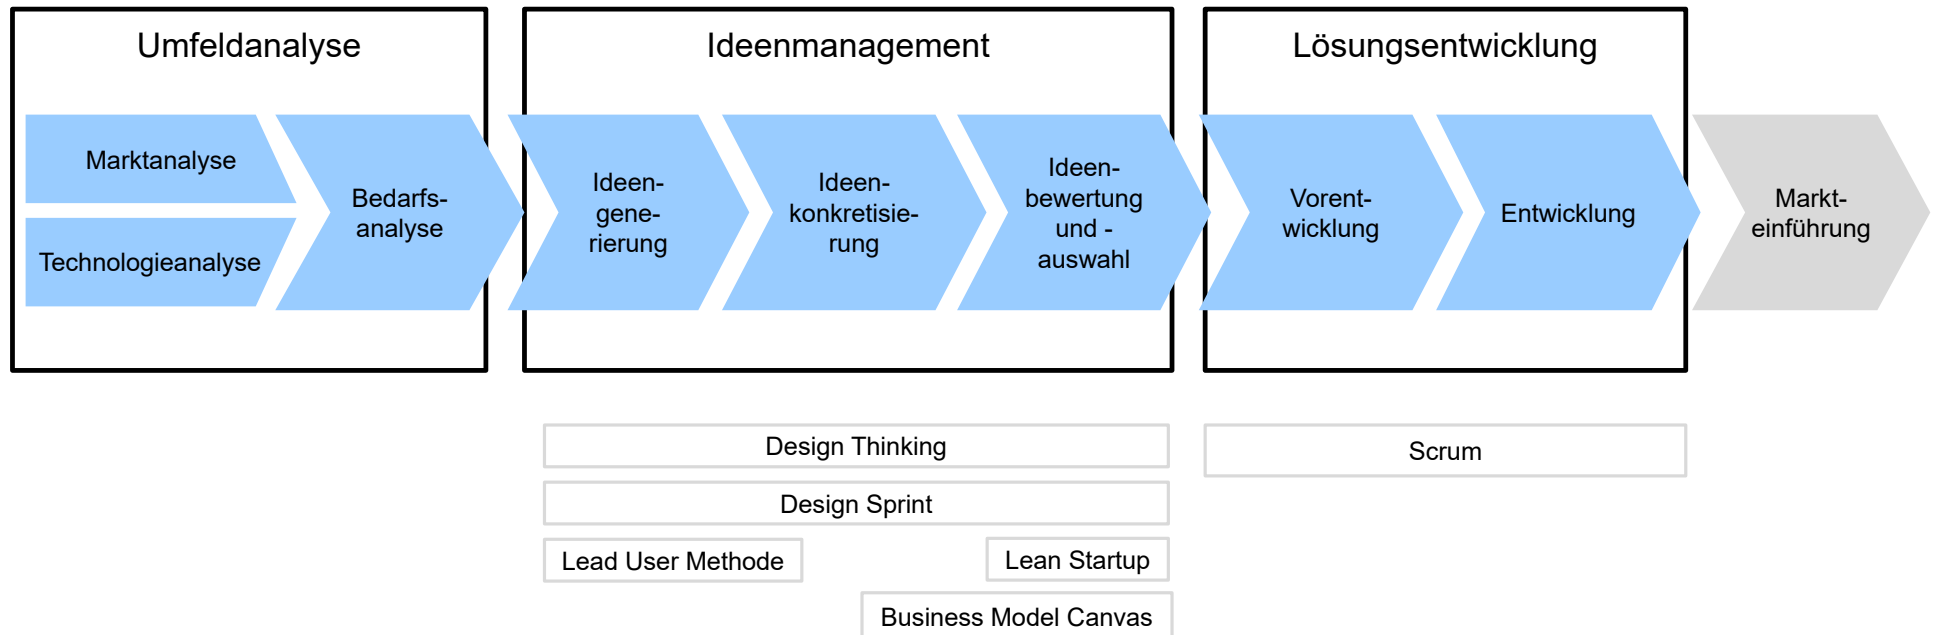 Umfeldanalyse
Marktanalyse
Technologieanalyse
Bedarfs-
analyse
Ideenmanagement
Ideen-
gene-
rierung
Ideen-
konkretisie-
rung
Ideen-
bewertung
und -
auswahl
Lösungsentwicklung
Vorent-
wicklung
Entwicklung
Markt-
einführung
Design Thinking
Scrum
Design Sprint
Lead User Methode
Lean Startup
Business Model Canvas